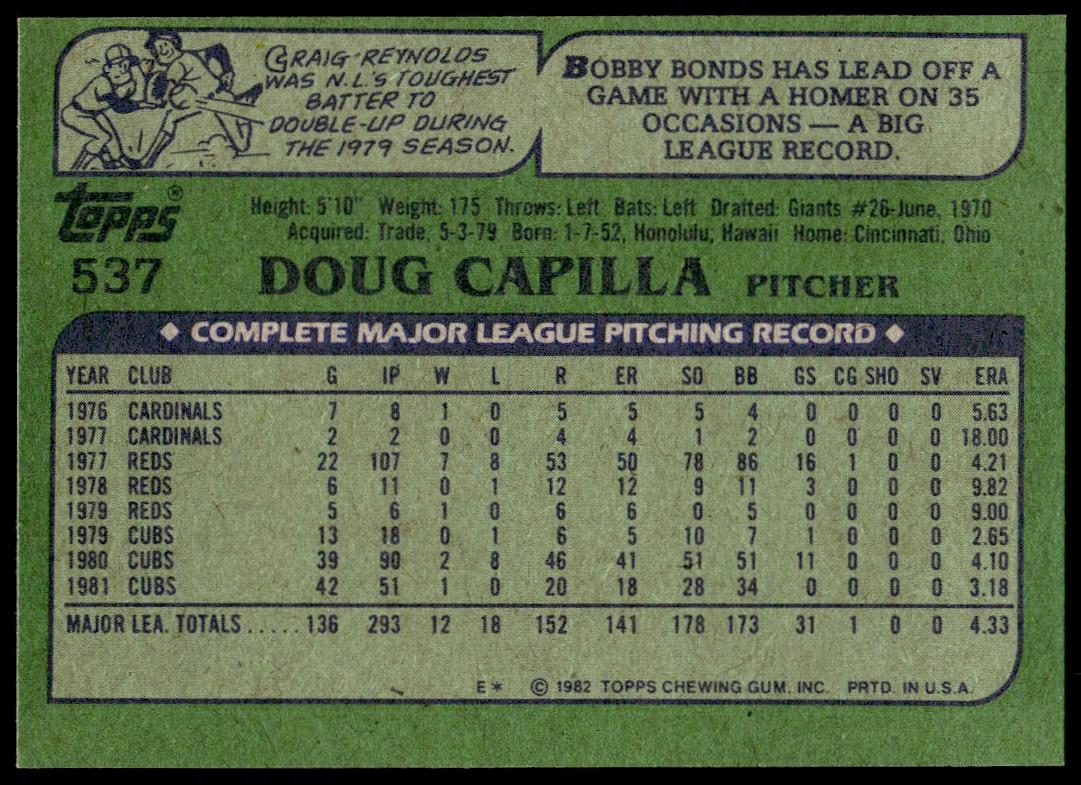 CRAIG REYNOLDS
WAS N.L.'S TOUGHEST
BATTER TO
DOUBLE-UP DURING
THE 1979 SEASON.
BOBBY BONDS HAS LEAD OFF A
GAME WITH A HOMER ON 35
OCCASIONS — A BIG
LEAGUE RECORD.
Topps®
Height: 5'10" Weight: 175 Throws: Left Bats: Left Drafted: Giants #26-June, 1970
Acquired: Trade, 5-3-79 Born: 1-7-52, Honolulu, Hawaii Home: Cincinnati, Ohio
537 DOUG CAPILLA PITCHER
◆ COMPLETE MAJOR LEAGUE PITCHING RECORD ◆
YEAR CLUB G IP W L R ER SO BB GS CG SHO SV ERA
1976 CARDINALS 7 8 1 0 5 5 5 4 0 0 0 0 5.63
1977 CARDINALS 2 2 0 0 4 4 1 2 0 0 0 0 18.00
1977 REDS 22 107 7 8 53 50 78 86 16 1 0 0 4.21
1978 REDS 6 11 0 1 12 12 9 11 3 0 0 0 9.82
1979 REDS 5 6 1 0 6 6 0 5 0 0 0 0 9.00
1979 CUBS 13 18 0 1 6 5 10 7 1 0 0 0 2.65
1980 CUBS 39 90 2 8 46 41 51 51 11 0 0 0 4.10
1981 CUBS 42 51 1 0 20 18 28 34 0 0 0 0 3.18
MAJOR LEA. TOTALS ..... 136 293 12 18 152 141 178 173 31 1 0 0 4.33
E* © 1982 TOPPS CHEWING GUM, INC. PRTD. IN U.S.A.